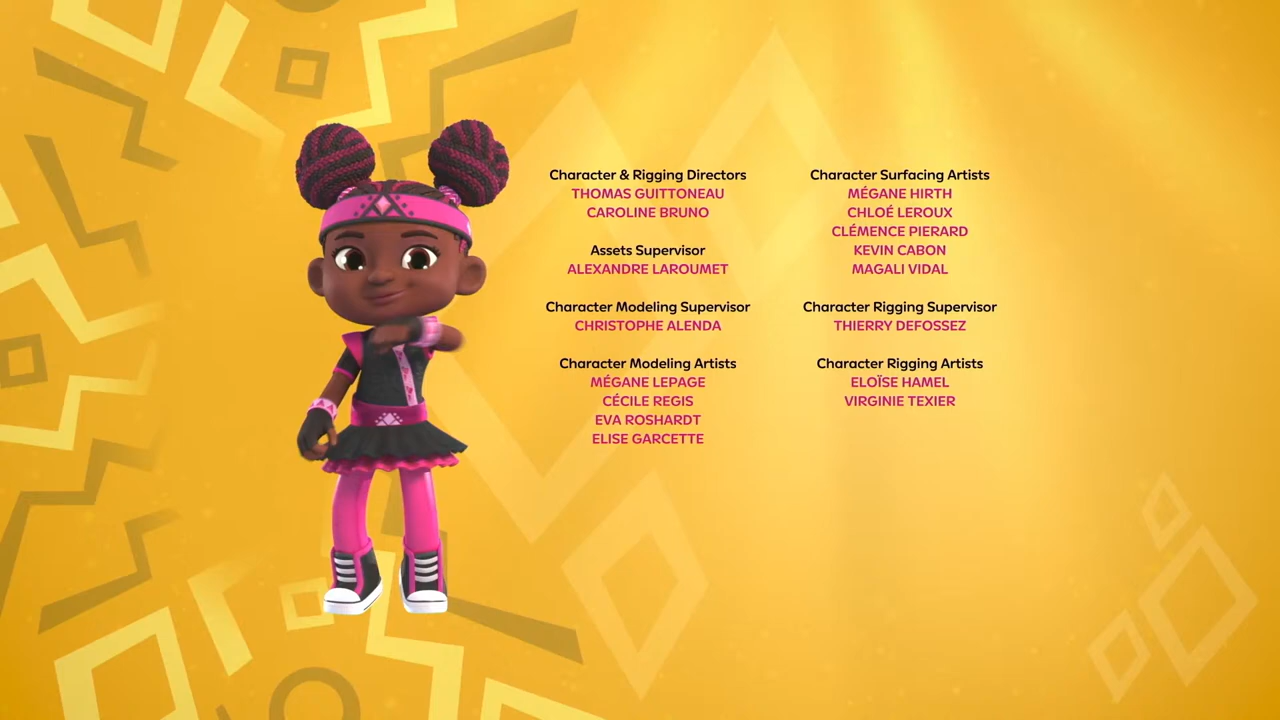 Character & Rigging Directors
THOMAS GUITTONEAU
CAROLINE BRUNO
Assets Supervisor
ALEXANDRE LAROUMET
Character Modeling Supervisor
CHRISTOPHE ALENDA
Character Modeling Artists
MÉGANE LEPAGE
CÉCILE REGIS
EVA ROSHARDT
ELISE GARCETTE
Character Surfacing Artists
MÉGANE HIRTH
CHLOÉ LEROUX
CLÉMENCE PIERARD
KEVIN CABON
MAGALI VIDAL
Character Rigging Supervisor
THIERRY DEFOSSEZ
Character Rigging Artists
ELOÏSE HAMEL
VIRGINIE TEXIER